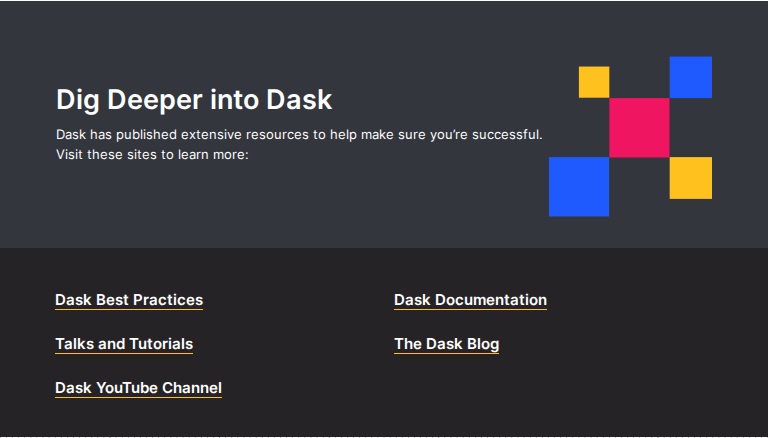 Dig Deeper into Dask
Dask has published extensive resources to help make sure you’re successful.
Visit these sites to learn more:
Dask Best Practices
Dask Documentation
Talks and Tutorials
The Dask Blog
Dask YouTube Channel